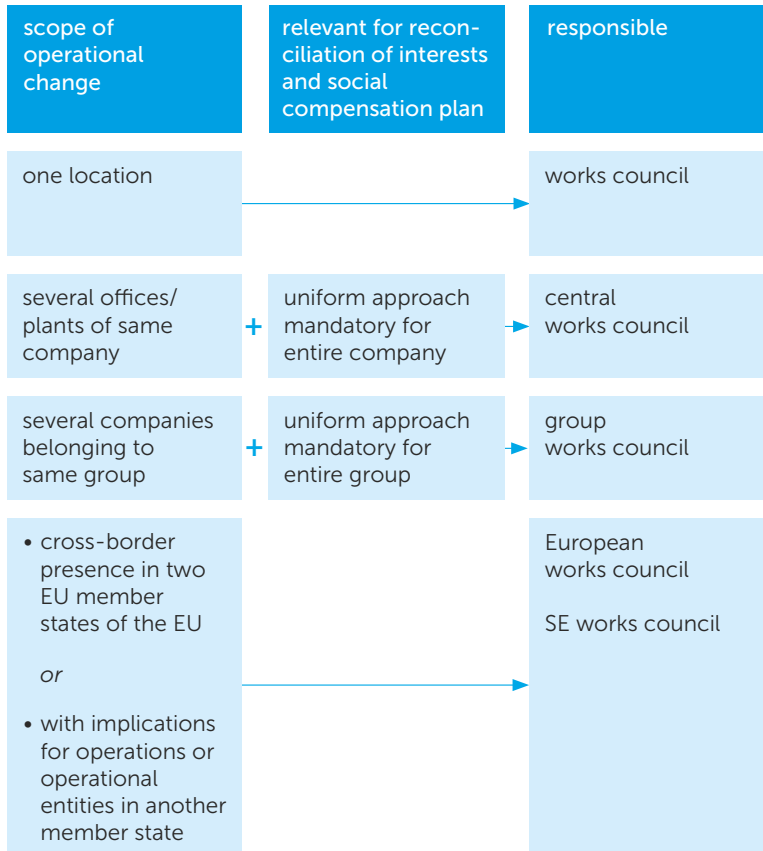 scope of
operational
change
relevant for recon-
ciliation of interests
and social
compensation plan
responsible
one location
works council
several offices/
plants of same
company
+
uniform approach
mandatory for
entire company
central
works council
several companies
belonging to
same group
+
uniform approach
mandatory for
entire group
group
works council
• cross-border
presence in two
EU member
states of the EU
or
• with implications
for operations or
operational
entities in another
member state
European
works council
SE works council